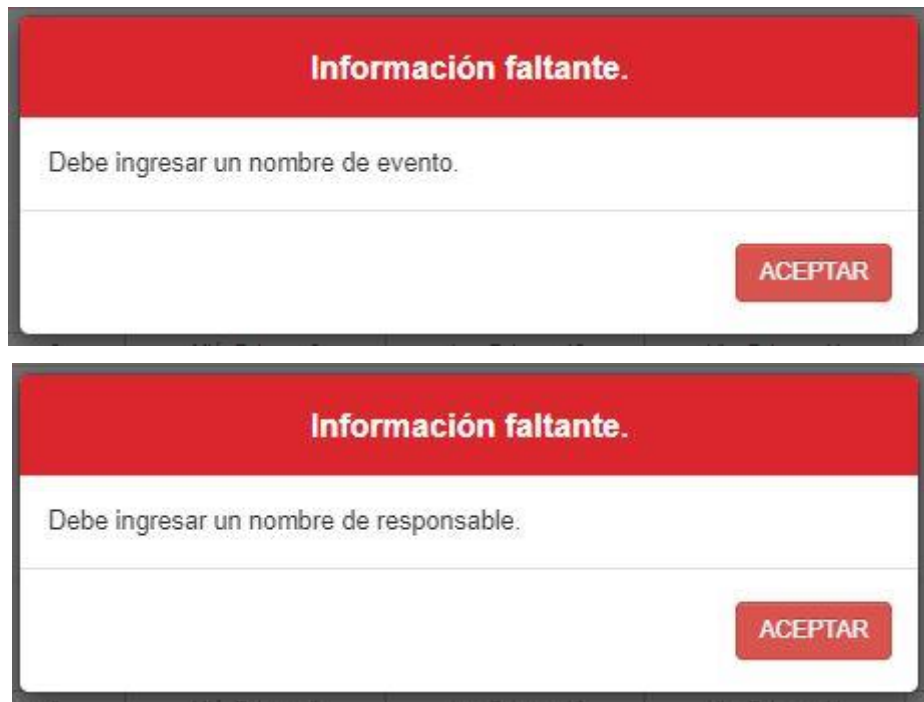 Información faltante.
Debe ingresar un nombre de evento.
ACEPTAR
Información faltante.
Debe ingresar un nombre de responsable.
ACEPTAR